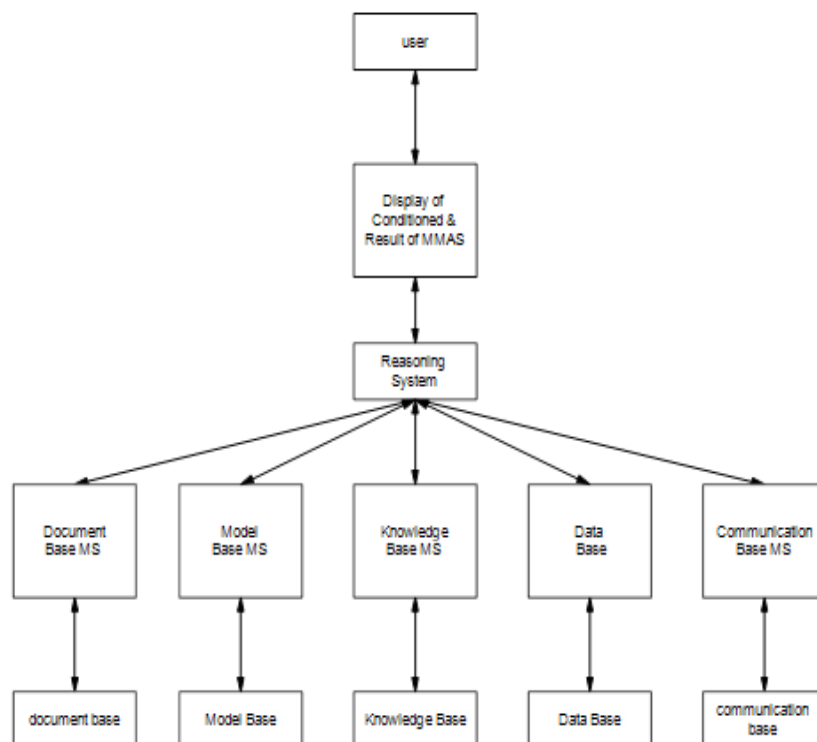 user
Display of
Conditioned &
Result of MMAS
Reasoning
System
Document
Base MS
Model
Base MS
Knowledge
Base MS
Data
Base
Communication
Base MS
document base
Model Base
Knowledge Base
Data Base
communication
base